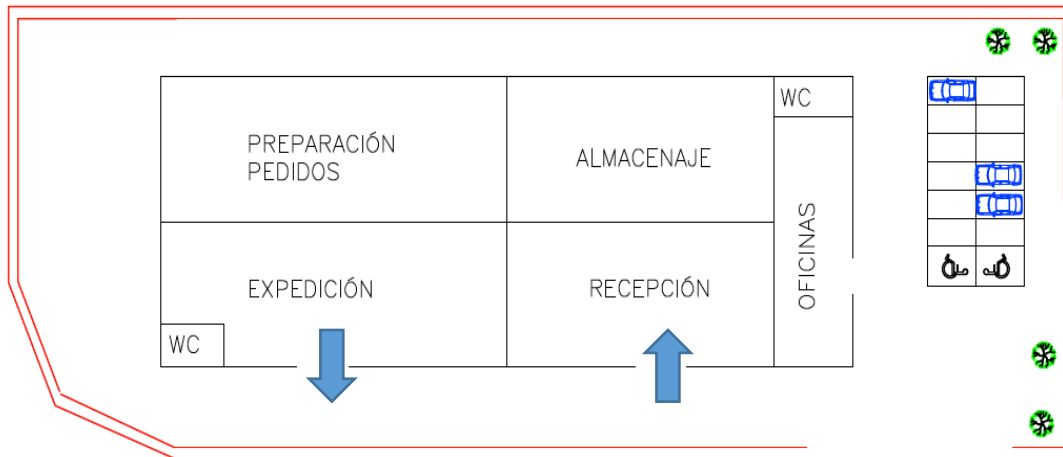 WC
PREPARACIÓN
PEDIDOS
ALMACENAJE
OFICINAS
EXPEDICIÓN
RECEPCIÓN
WC